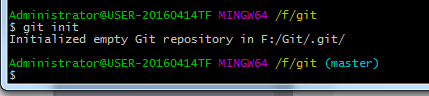 Administrator@USER-20160414TF MINGW64 /f/git
$ git init
Initialized empty Git repository in F:/Git/.git/
Administrator@USER-20160414TF MINGW64 /f/git (master)
$